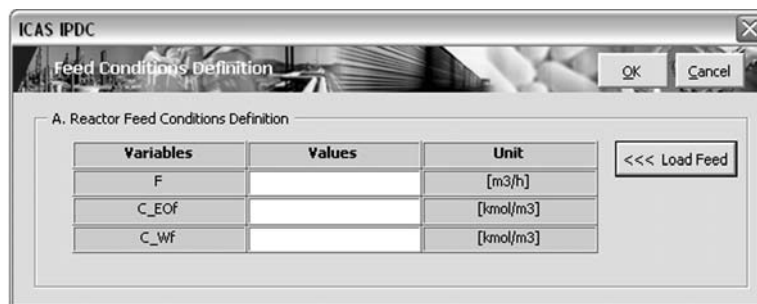 ICAS IPDC
Feed Conditions Definition
OK Cancel
A. Reactor Feed Conditions Definition
Variables Values Unit
<<< Load Feed
F [m3/h]
C_EOf [kmol/m3]
C_Wf [kmol/m3]